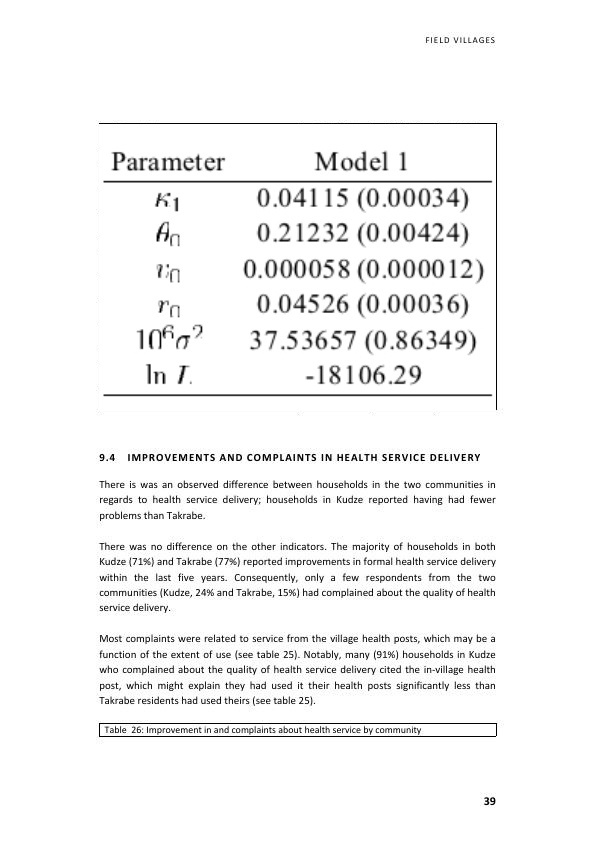 FIELD VILLAGES
Parameter Model 1
κ1 0.04115 (0.00034)
θ0 0.21232 (0.00424)
v0 0.000058 (0.000012)
r0 0.04526 (0.00036)
10^6σ^2 37.53657 (0.86349)
ln L -18106.29
9.4 IMPROVEMENTS AND COMPLAINTS IN HEALTH SERVICE DELIVERY
There is was an observed difference between households in the two communities in
regards to health service delivery; households in Kudze reported having had fewer
problems than Takrabe.
There was no difference on the other indicators. The majority of households in both
Kudze (71%) and Takrabe (77%) reported improvements in formal health service delivery
within the last five years. Consequently, only a few respondents from the two
communities (Kudze, 24% and Takrabe, 15%) had complained about the quality of health
service delivery.
Most complaints were related to service from the village health posts, which may be a
function of the extent of use (see table 25). Notably, many (91%) households in Kudze
who complained about the quality of health service delivery cited the in-village health
post, which might explain they had used it their health posts significantly less than
Takrabe residents had used theirs (see table 25).
Table 26: Improvement in and complaints about health service by community
39